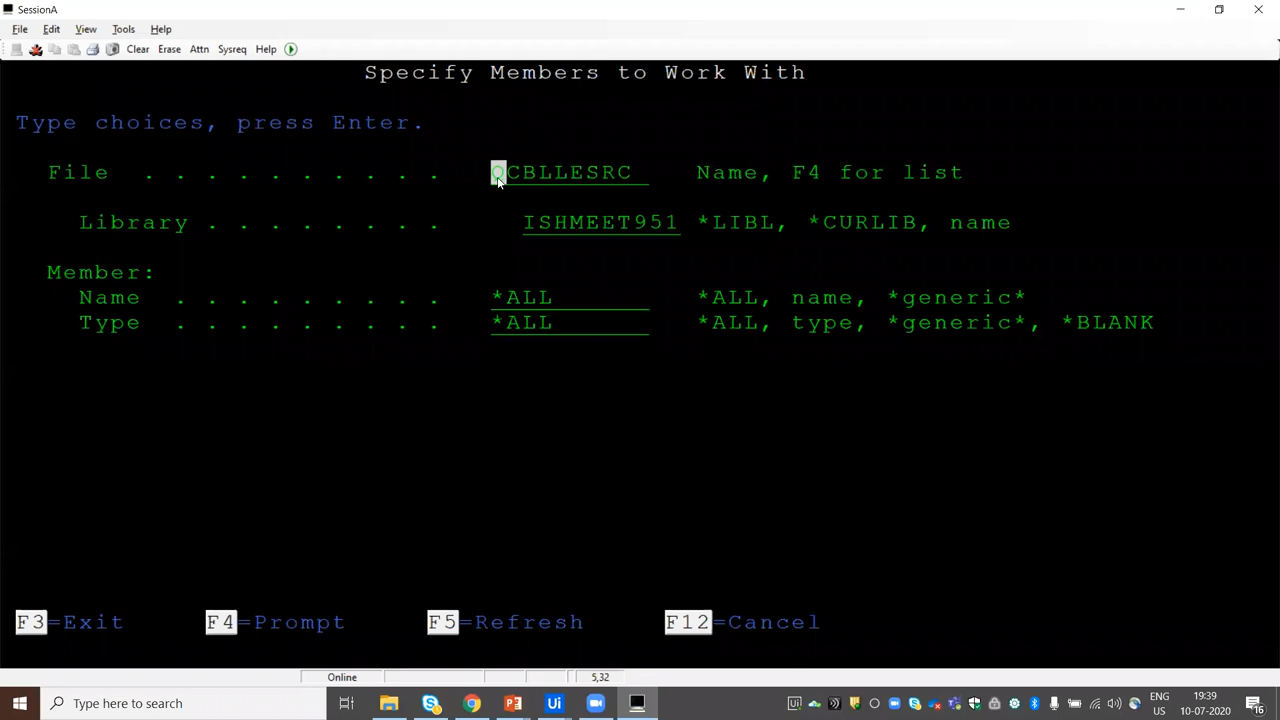 SessionA
File Edit View Tools Help
Clear Erase Attn Sysreq Help
Specify Members to Work With
Type choices, press Enter.
File . . . . . . . . . . QCBLLESRC Name, F4 for list
Library . . . . . . . . ISHMEET951 *LIBL, *CURLIB, name
Member:
Name . . . . . . . . . *ALL *ALL, name, *generic*
Type . . . . . . . . . *ALL *ALL, type, *generic*, *BLANK
F3=Exit F4=Prompt F5=Refresh F12=Cancel
Online 5,32
Type here to search
Ui
Ui
ENG
US
19:39
10-07-2020
16